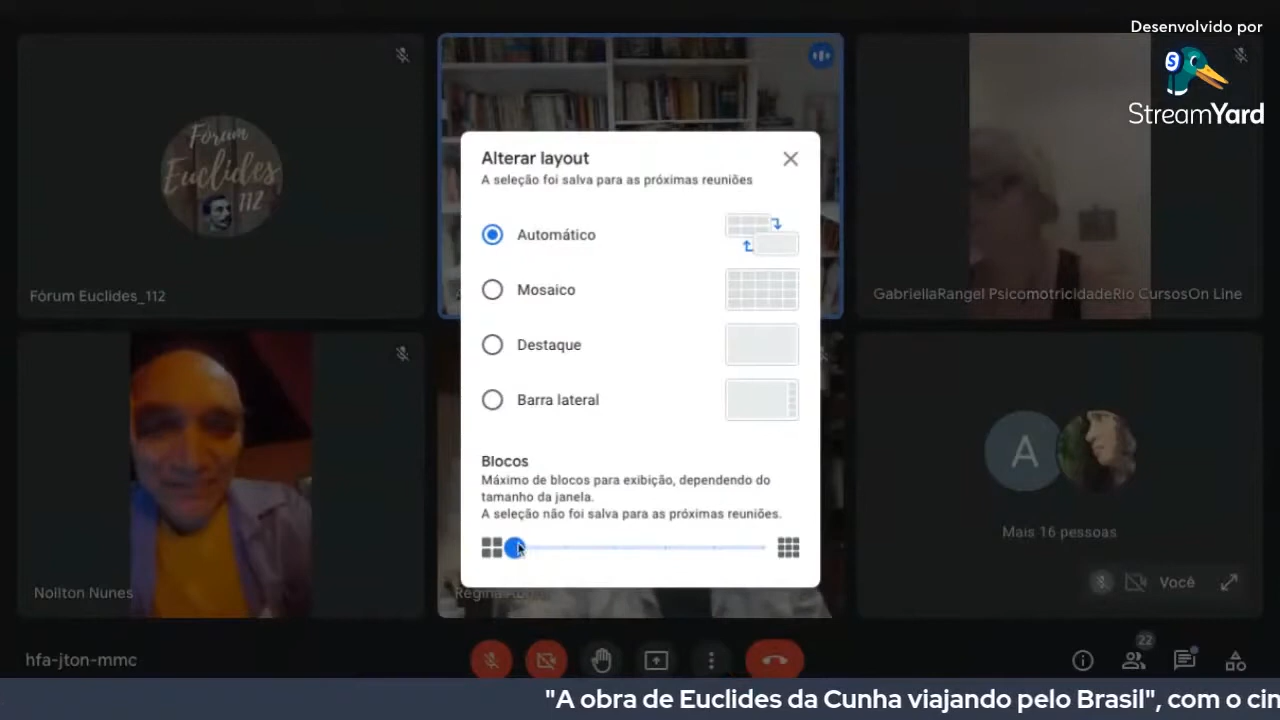 Desenvolvido por
StreamYard
Fórum
Euclides
112
Fórum Euclides_112
GabriellaRangel PsicomotricidadeRio CursosOn Line
Alterar layout
A seleção foi salva para as próximas reuniões
Automático
Mosaico
Destaque
Barra lateral
Blocos
Máximo de blocos para exibição, dependendo do
tamanho da janela.
A seleção não foi salva para as próximas reuniões.
A
Mais 16 pessoas
Você
Noilton Nunes
Regina
hfa-jton-mmc
22
"A obra de Euclides da Cunha viajando pelo Brasil", com o cin